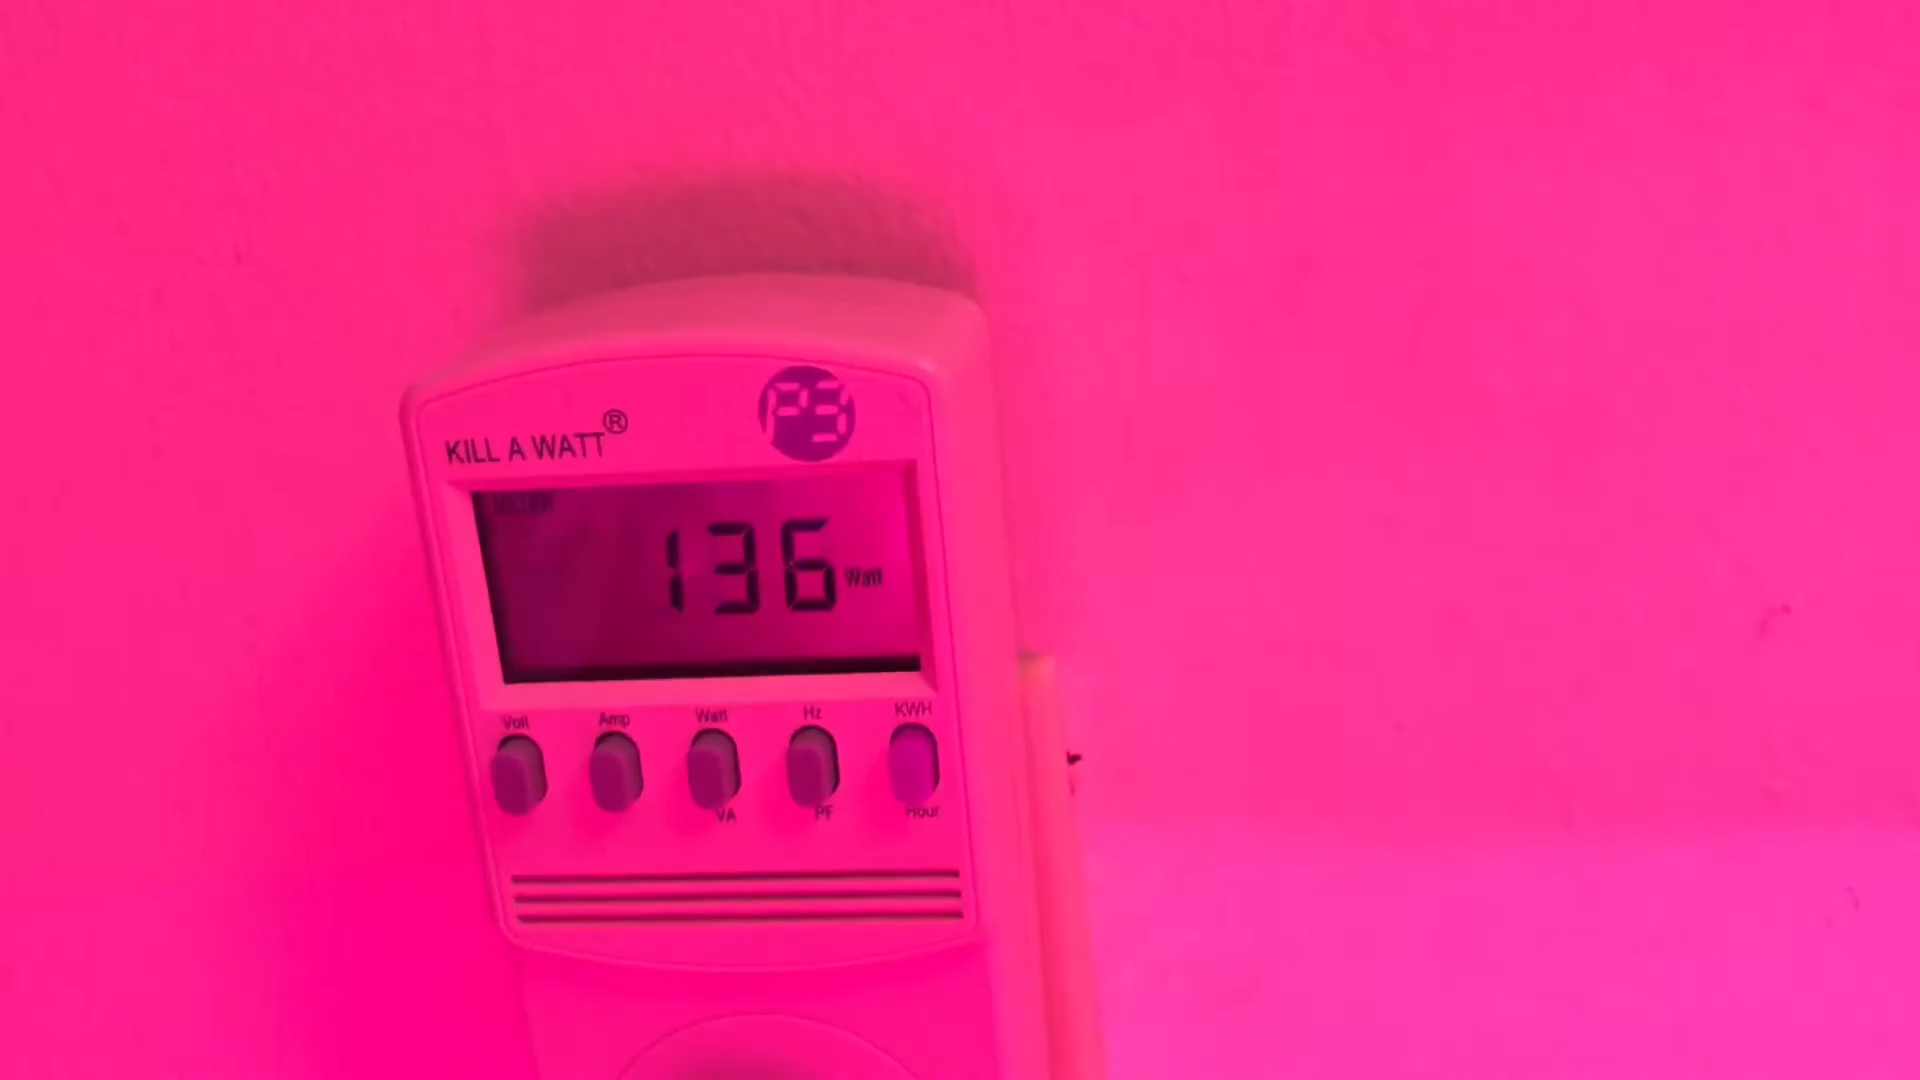 KILL A WATT®
P3
136 Watt
Volt Amp Watt Hz KWH
VA PF Hour